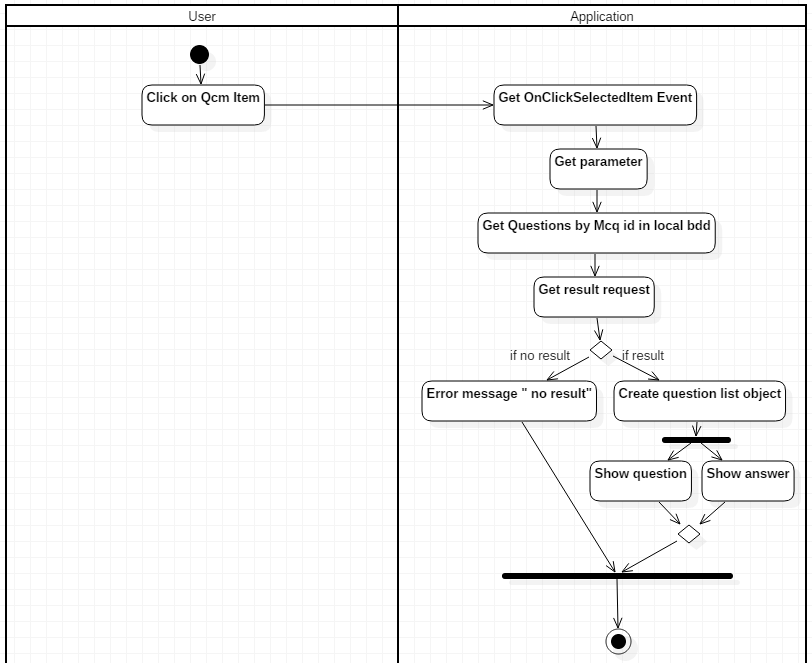 User
Application
Click on Qcm Item
Get OnClickSelectedItem Event
Get parameter
Get Questions by Mcq id in local bdd
Get result request
if no result
if result
Error message " no result"
Create question list object
Show question
Show answer